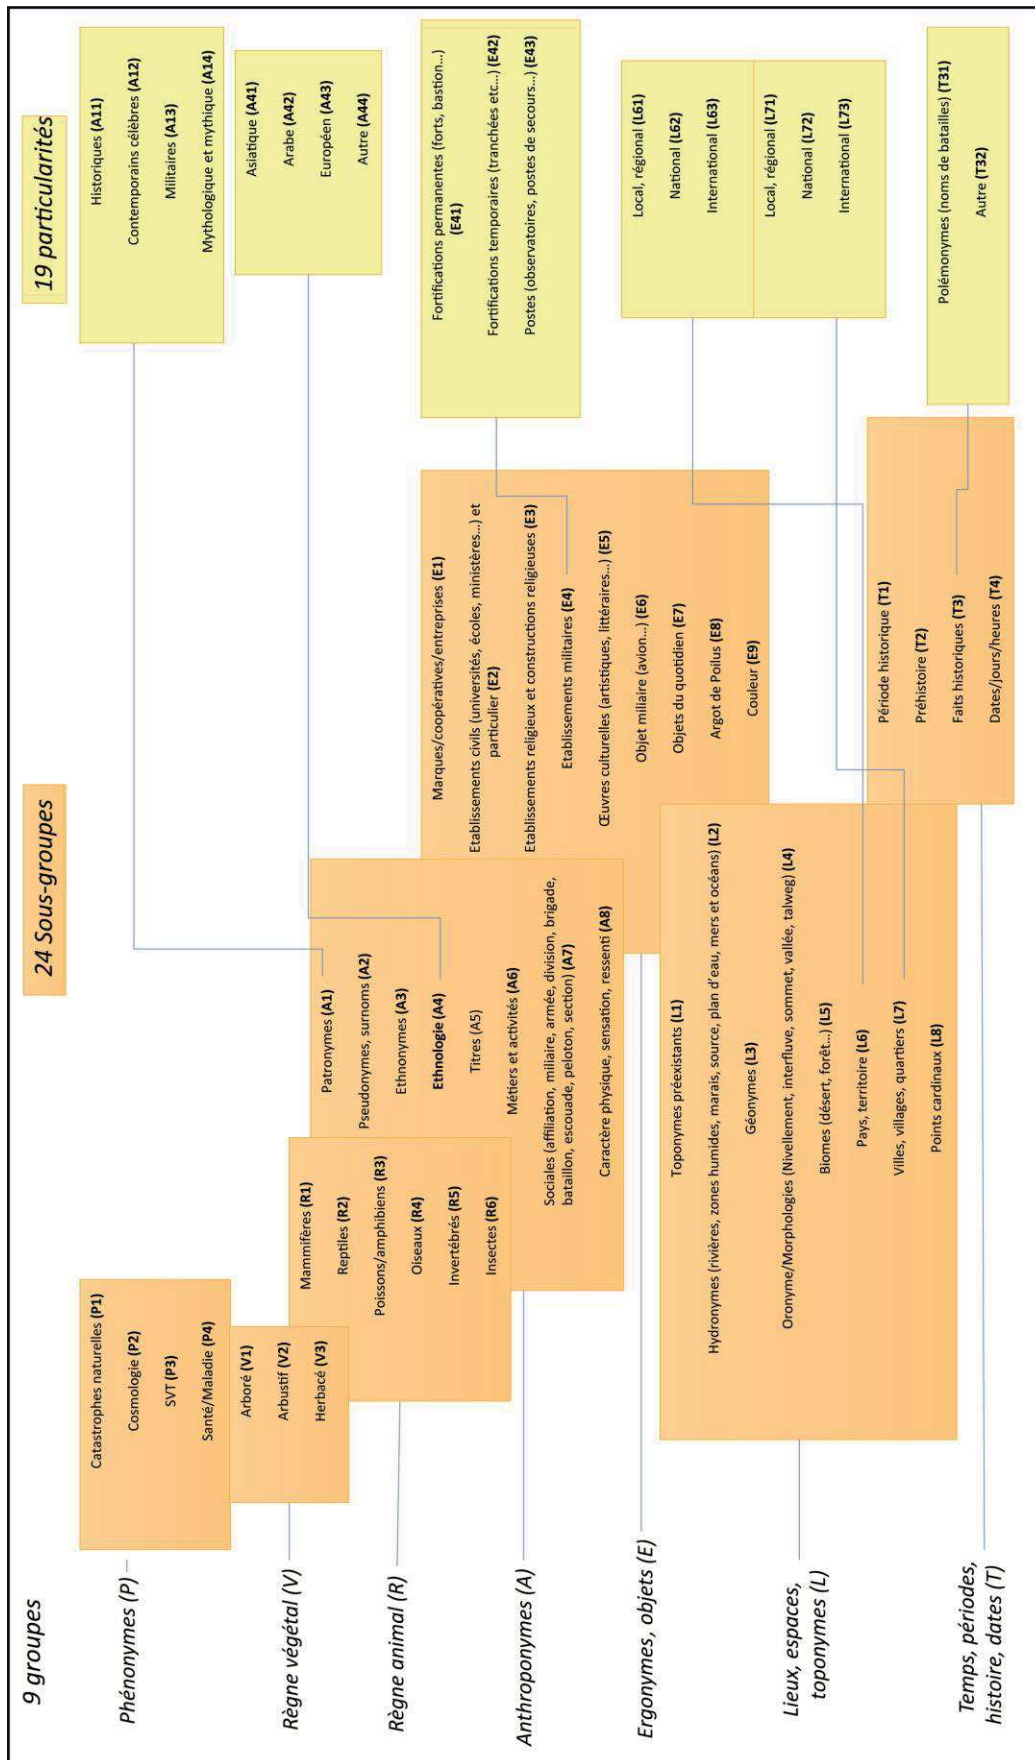 9 groupes
24 Sous-groupes
19 particularités
Phénonymes (P)
Catastrophes naturelles (P1)
Cosmologie (P2)
SVT (P3)
Santé/Maladie (P4)
Règne végétal (V)
Arboré (V1)
Arbustif (V2)
Herbacé (V3)
Règne animal (R)
Mammifères (R1)
Reptiles (R2)
Poissons/amphibiens (R3)
Oiseaux (R4)
Invertébrés (R5)
Insectes (R6)
Anthroponymes (A)
Patronymes (A1)
Pseudonymes, surnoms (A2)
Ethnonymes (A3)
Ethnologie (A4)
Titres (A5)
Métiers et activités (A6)
Sociales (affiliation, miliaire, armée, division, brigade,
bataillon, escouade, peloton, section) (A7)
Caractère physique, sensation, ressenti (A8)
Historiques (A11)
Contemporains célèbres (A12)
Militaires (A13)
Mythologique et mythique (A14)
Asiatique (A41)
Arabe (A42)
Européen (A43)
Autre (A44)
Ergonymes, objets (E)
Marques/coopératives/entreprises (E1)
Etablissements civils (universités, écoles, ministères...) et
particulier (E2)
Etablissements religieux et constructions religieuses (E3)
Etablissements militaires (E4)
Œuvres culturelles (artistiques, littéraires...) (E5)
Objet miliaire (avion...) (E6)
Objets du quotidien (E7)
Argot de Poilus (E8)
Couleur (E9)
Fortifications permanentes (forts, bastion...)
(E41)
Fortifications temporaires (tranchées etc...) (E42)
Postes (observatoires, postes de secours...) (E43)
Lieux, espaces,
toponymes (L)
Toponymes préexistants (L1)
Hydronymes (rivières, zones humides, marais, source, plan d'eau, mers et océans) (L2)
Géonymes (L3)
Oronyme/Morphologies (Nivellement, interfluve, sommet, vallée, talweg) (L4)
Biomes (désert, forêt...) (L5)
Pays, territoire (L6)
Villes, villages, quartiers (L7)
Points cardinaux (L8)
Local, régional (L61)
National (L62)
International (L63)
Local, régional (L71)
National (L72)
International (L73)
Temps, périodes,
histoire, dates (T)
Période historique (T1)
Préhistoire (T2)
Faits historiques (T3)
Dates/jours/heures (T4)
Polémonymes (noms de batailles) (T31)
Autre (T32)